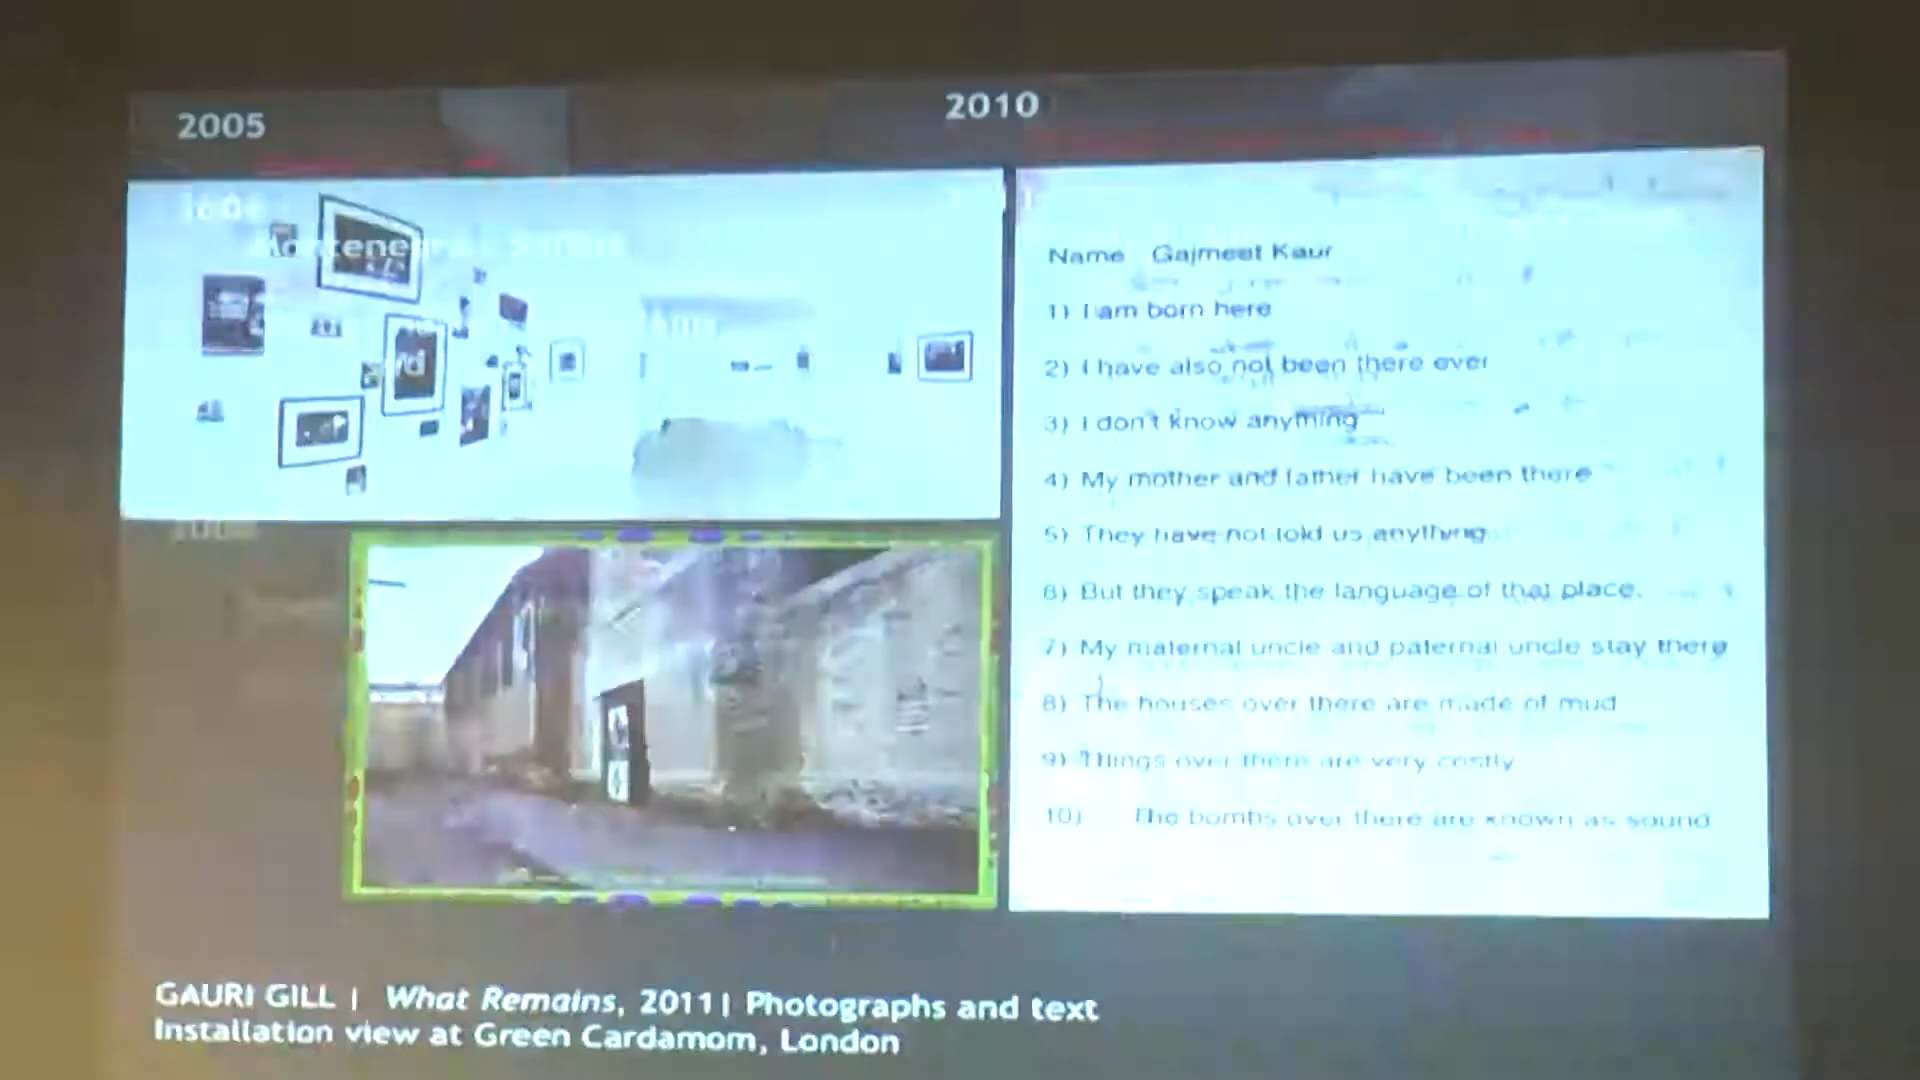 2005
2010
Name Gajmeet Kaur
1) I am born here
2) I have also not been there ever
3) I don't know anything
4) My mother and father have been there
5) They have not told us anything
6) But they speak the language of that place.
7) My maternal uncle and paternal uncle stay there
8) The houses over there are made of mud
9) Things over there are very costly
10) The bombs over there are known as sound
GAURI GILL | What Remains, 2011| Photographs and text
Installation view at Green Cardamom, London